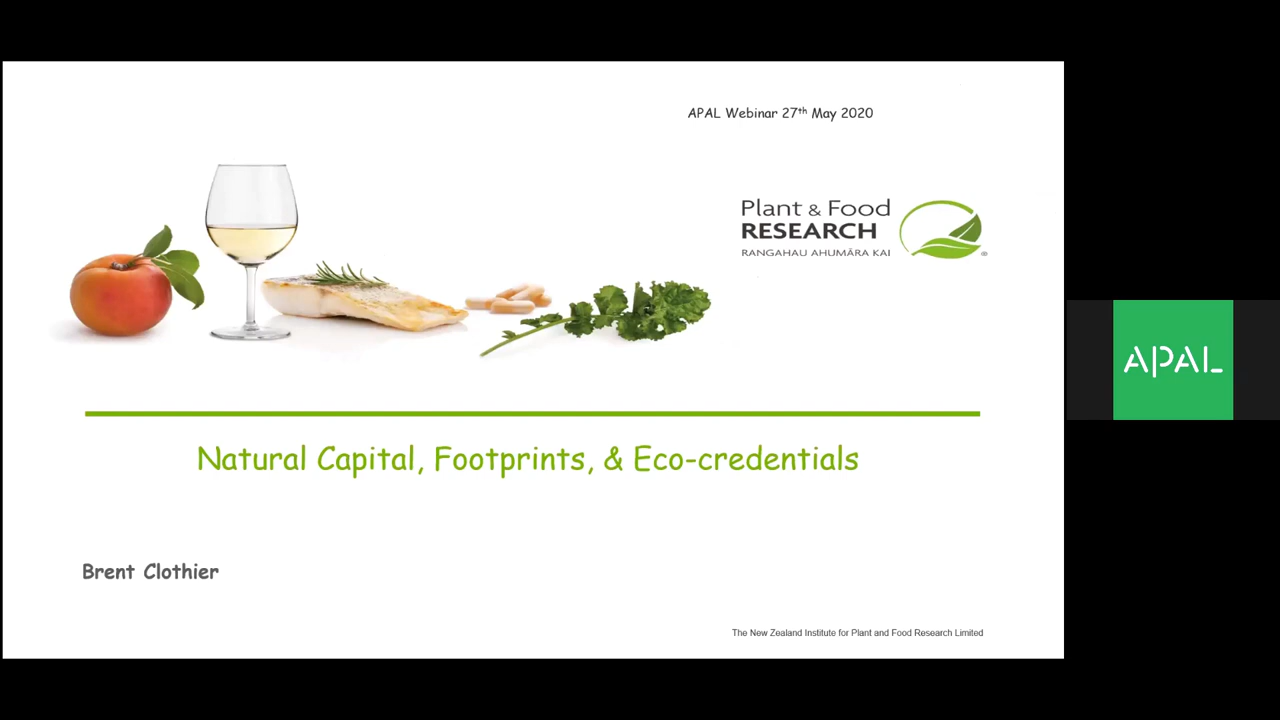 APAL Webinar 27th May 2020
Plant & Food
RESEARCH
RANGAHAU AHUMĀRA KAI
®
APAL
Natural Capital, Footprints, & Eco-credentials
Brent Clothier
The New Zealand Institute for Plant and Food Research Limited